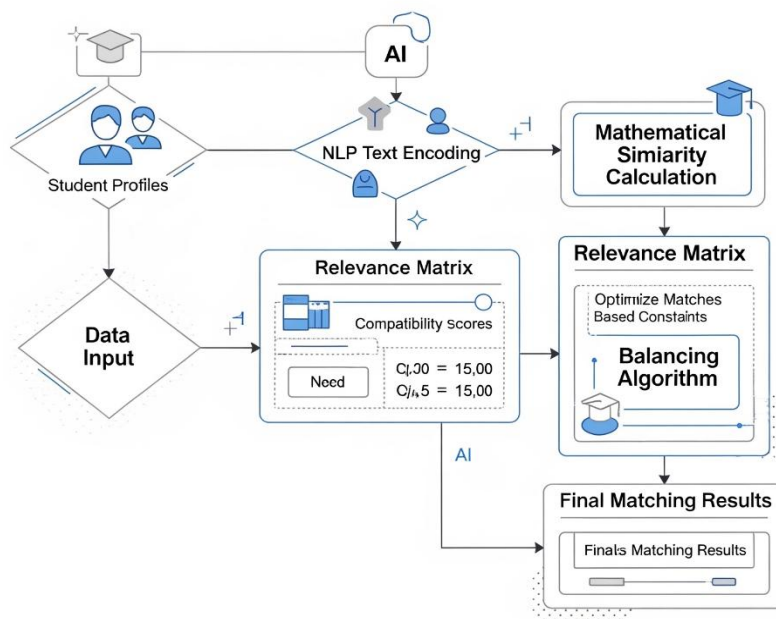 AI
Student Profiles
NLP Text Encoding
Mathematical
Simiarity
Calculation
Data
Input
Relevance Matrix
Compatibility Scores
Need
= 15,00
= 15,00
Relevance Matrix
Optimize Matches
Based Constaints
Balancing
Algorithm
AI
Final Matching Results
Finals Matching Results